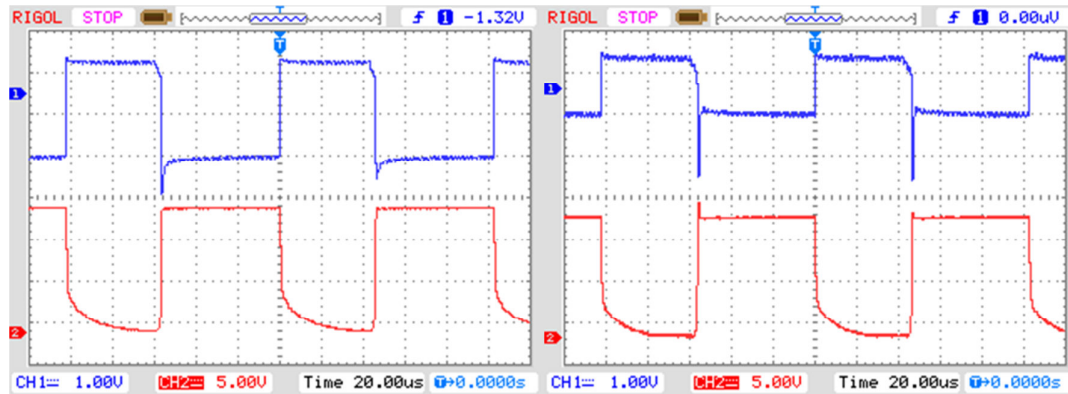 RIGOL STOP T f 1 -1.32V
T
1
2
CH1 1.00V CH2 5.00V Time 20.00us T→0.0000s
RIGOL STOP T f 1 0.00uV
T
1
2
CH1 1.00V CH2 5.00V Time 20.00us T→0.0000s